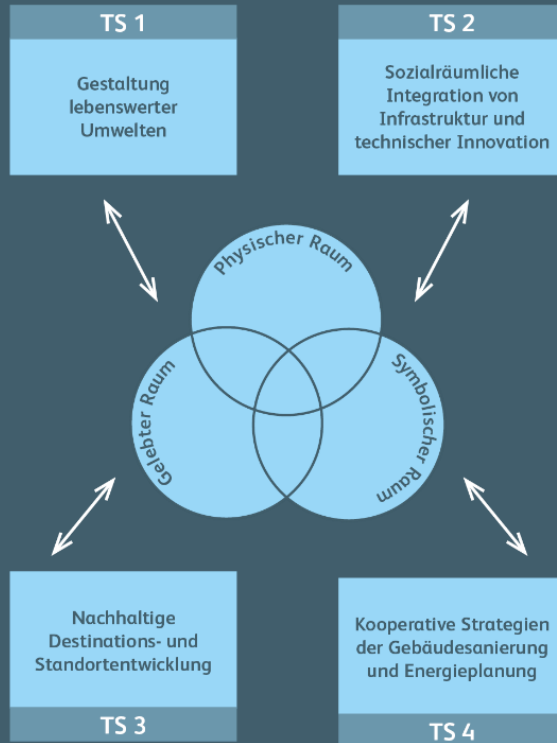 TS 1
Gestaltung
lebenswerter
Umwelten
TS 2
Sozialräumliche
Integration von
Infrastruktur und
technischer Innovation
Physischer Raum
Gelebter Raum
Symbolischer Raum
Nachhaltige
Destinations- und
Standortentwicklung
TS 3
Kooperative Strategien
der Gebäudesanierung
und Energieplanung
TS 4